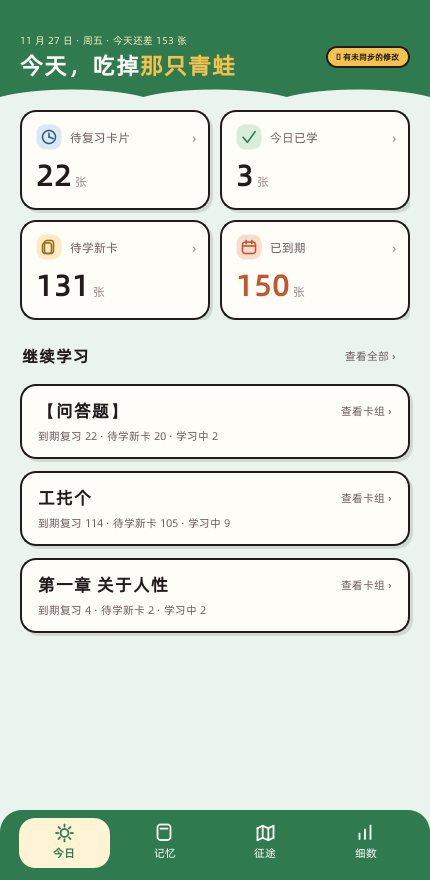 11 月 27 日 · 周五 · 今天还差 153 张
今天，吃掉那只青蛙
有未同步的修改
待复习卡片 ›
22 张
今日已学 ›
3 张
待学新卡 ›
131 张
已到期 ›
150 张
继续学习
查看全部 ›
【问答题】
查看卡组 ›
到期复习 22 · 待学新卡 20 · 学习中 2
工㧡个
查看卡组 ›
到期复习 114 · 待学新卡 105 · 学习中 9
第一章 关于人性
查看卡组 ›
到期复习 4 · 待学新卡 2 · 学习中 2
今日
记忆
征途
细数